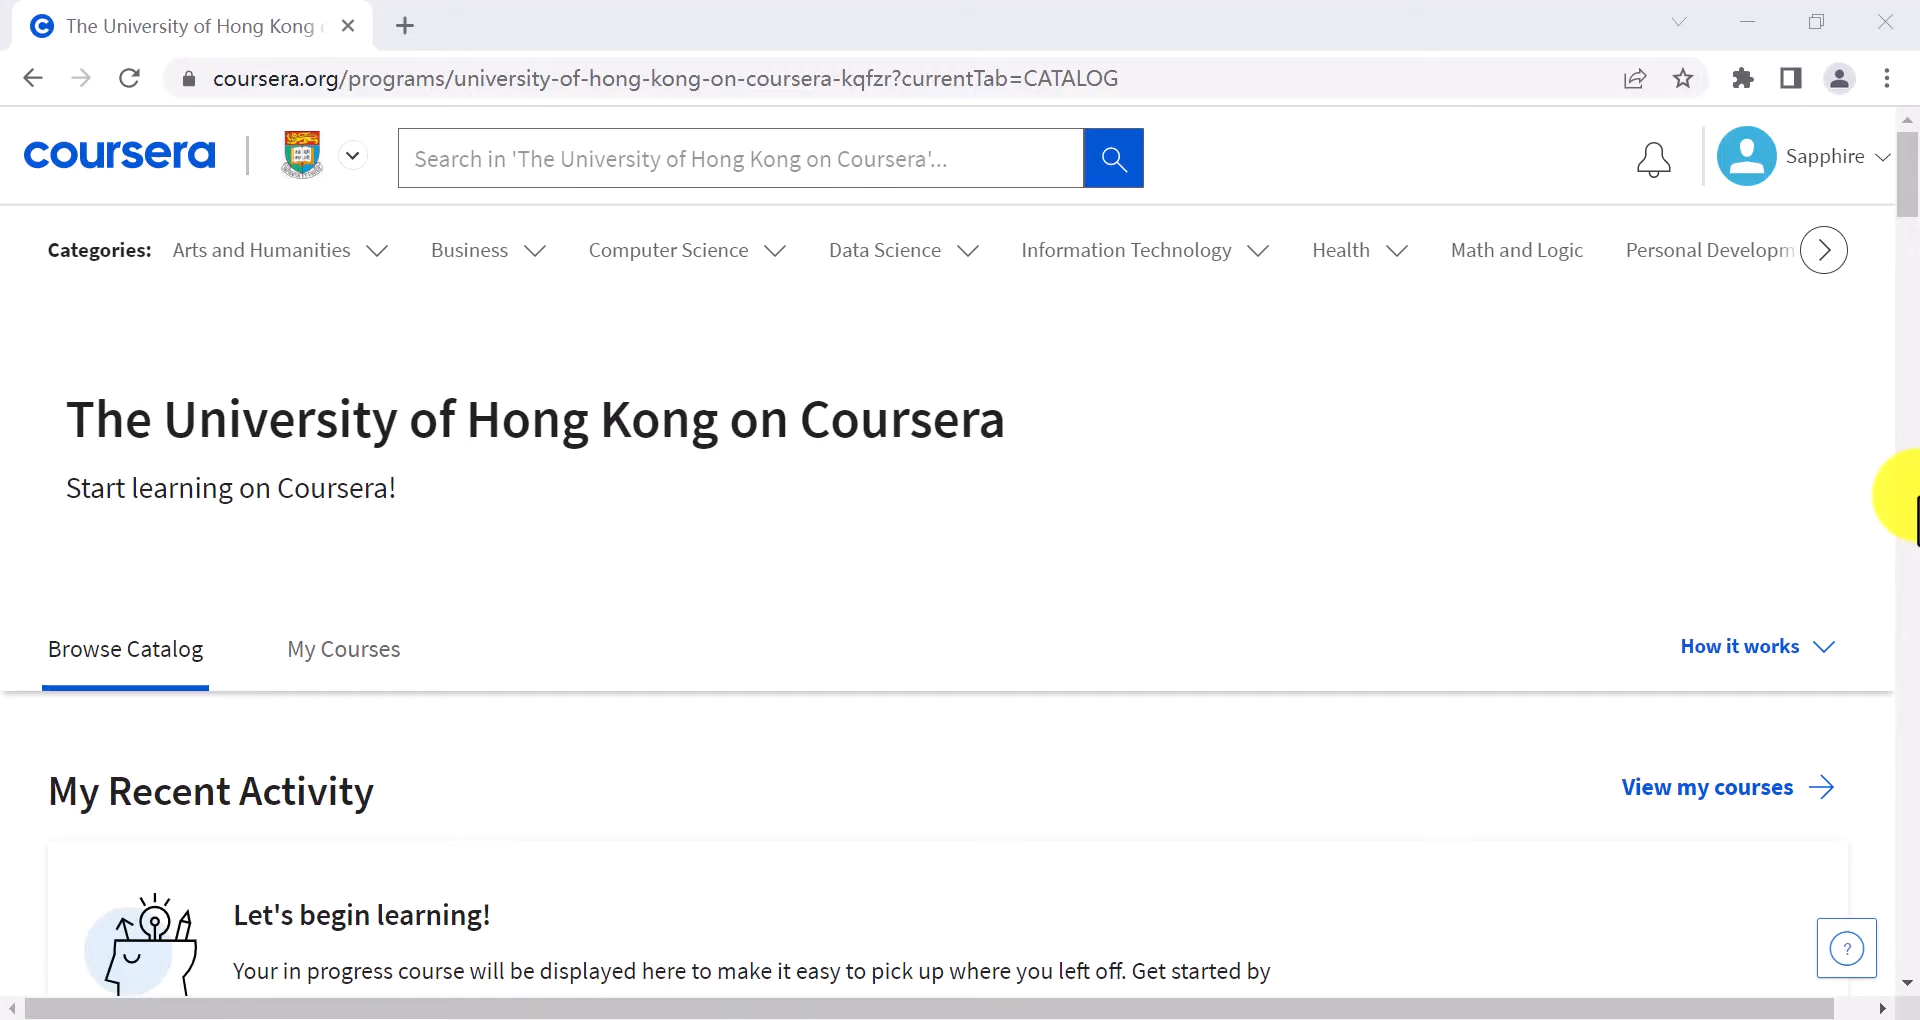 The University of Hong Kong
coursera.org/programs/university-of-hong-kong-on-coursera-kqfzr?currentTab=CATALOG
coursera
Search in 'The University of Hong Kong on Coursera'...
Sapphire
Categories: Arts and Humanities Business Computer Science Data Science Information Technology Health Math and Logic Personal Developm
The University of Hong Kong on Coursera
Start learning on Coursera!
Browse Catalog My Courses How it works
My Recent Activity View my courses
Let's begin learning!
Your in progress course will be displayed here to make it easy to pick up where you left off. Get started by
?